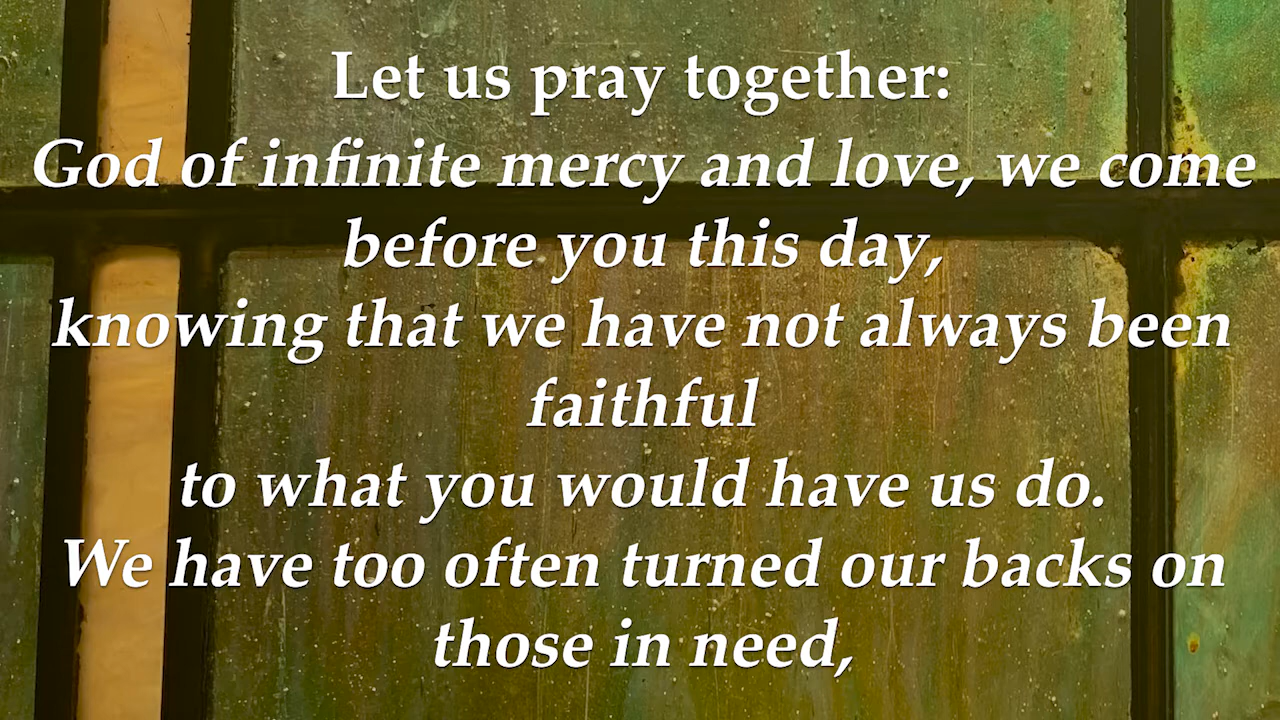 Let us pray together:
God of infinite mercy and love, we come
before you this day,
knowing that we have not always been
faithful
to what you would have us do.
We have too often turned our backs on
those in need,